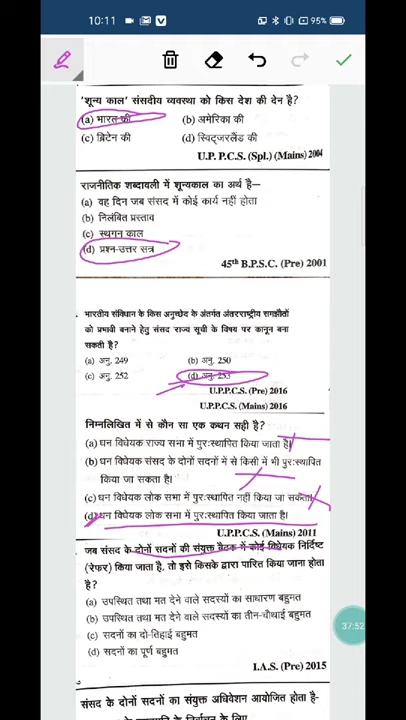 10:11
95%
'शून्य काल' संसदीय व्यवस्था को किस देश की देन है?
(a) भारत की (b) अमेरिका की
(c) ब्रिटेन की (d) स्विट्जरलैंड की
U.P. P.C.S. (Spl.) (Mains) 2004
राजनीतिक शब्दावली में शून्यकाल का अर्थ है—
(a) वह दिन जब संसद में कोई कार्य नहीं होता
(b) निलंबित प्रस्ताव
(c) स्थगन काल
(d) प्रश्न-उत्तर सत्र
45th B.P.S.C. (Pre) 2001
भारतीय संविधान के किस अनुच्छेद के अंतर्गत अंतरराष्ट्रीय समझौतों
को प्रभावी बनाने हेतु संसद राज्य सूची के विषय पर कानून बना
सकती है?
(a) अनु. 249 (b) अनु. 250
(c) अनु. 252 (d) अनु. 253
U.P.P.C.S. (Pre) 2016
U.P.P.C.S. (Mains) 2016
निम्नलिखित में से कौन सा एक कथन सही है?
(a) धन विधेयक राज्य सभा में पुरःस्थापित किया जाता है।
(b) धन विधेयक संसद के दोनों सदनों में से किसी में भी पुरःस्थापित
किया जा सकता है।
(c) धन विधेयक लोक सभा में पुरःस्थापित नहीं किया जा सकता।
(d) धन विधेयक लोक सभा में पुरःस्थापित किया जाता है।
U.P.P.C.S. (Mains) 2011
जब संसद के दोनों सदनों की संयुक्त बैठक में कोई विधेयक निर्दिष्ट
(रेफर) किया जाता है, तो इसे किसके द्वारा पारित किया जाना होता
है?
(a) उपस्थित तथा मत देने वाले सदस्यों का साधारण बहुमत
(b) उपस्थित तथा मत देने वाले सदस्यों का तीन-चौथाई बहुमत
(c) सदनों का दो-तिहाई बहुमत
(d) सदनों का पूर्ण बहुमत
37:52
I.A.S. (Pre) 2015
संसद के दोनों सदनों का संयुक्त अधिवेशन आयोजित होता है-
के निर्वाचन के लिए